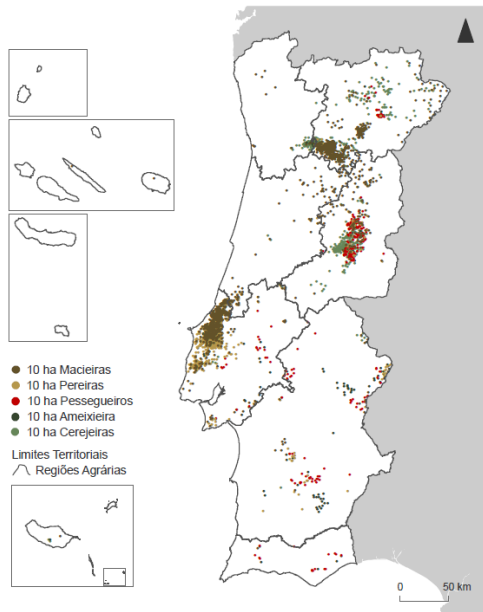 10 ha Macieiras
10 ha Pereiras
10 ha Pessegueiros
10 ha Ameixieira
10 ha Cerejeiras
Limites Territoriais
Regiões Agrárias
0 50 km